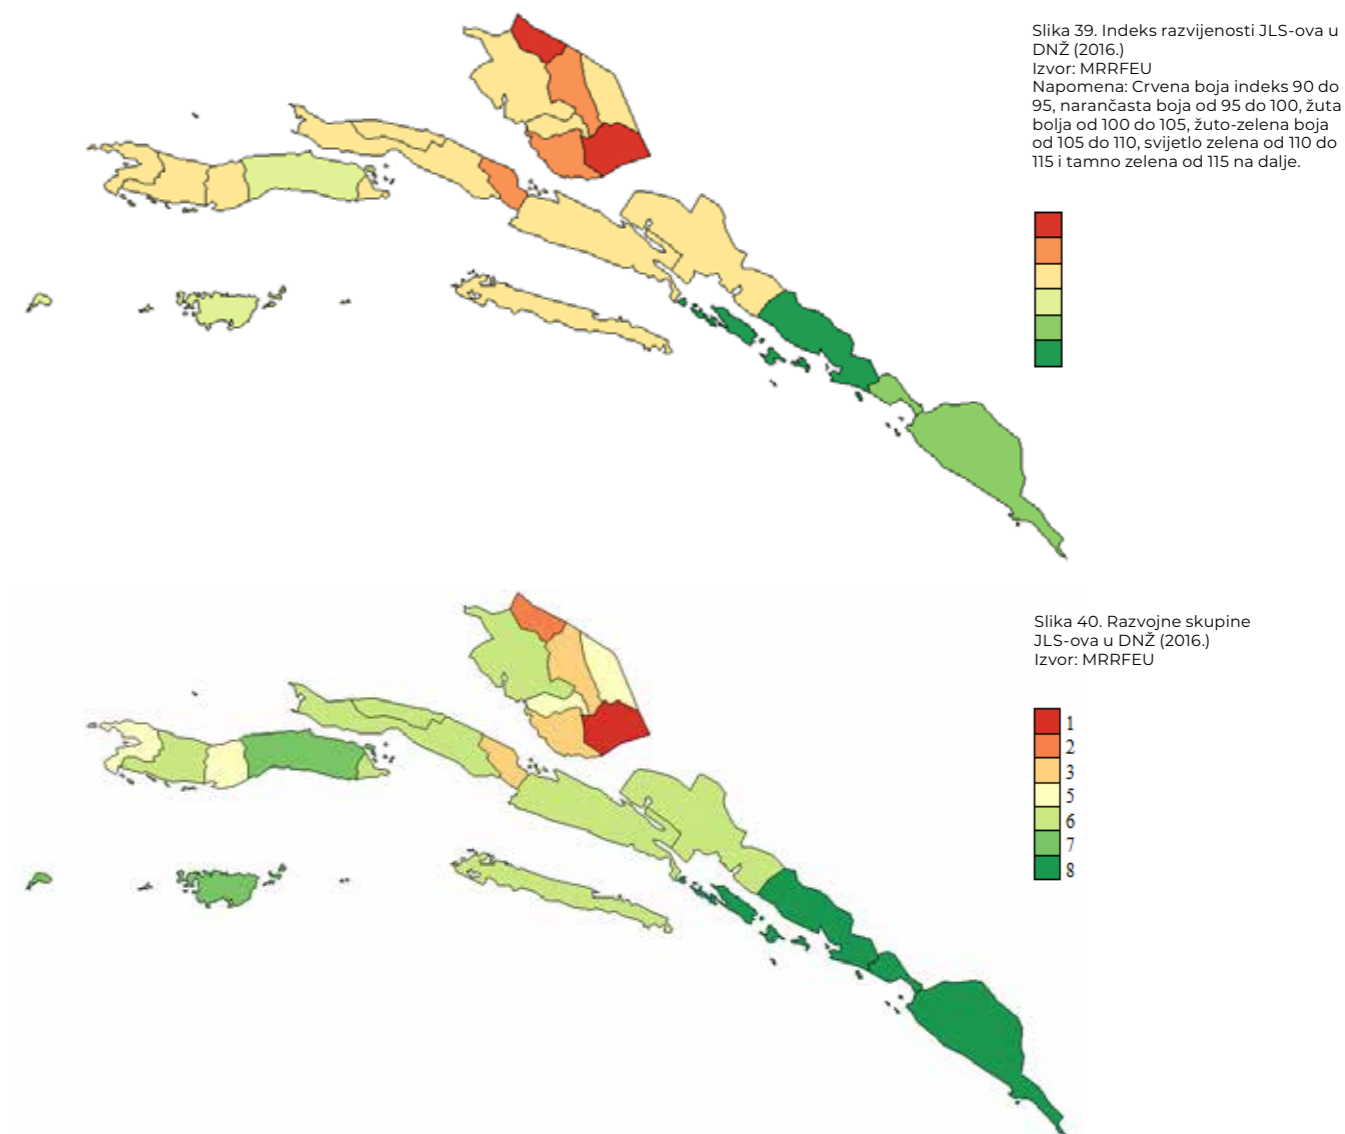 Slika 39. Indeks razvijenosti JLS-ova u
DNŽ (2016.)
Izvor: MRRFEU
Napomena: Crvena boja indeks 90 do
95, narančasta boja od 95 do 100, žuta
bolja od 100 do 105, žuto-zelena boja
od 105 do 110, svijetlo zelena od 110 do
115 i tamno zelena od 115 na dalje.
Slika 40. Razvojne skupine
JLS-ova u DNŽ (2016.)
Izvor: MRRFEU
1
2
3
5
6
7
8